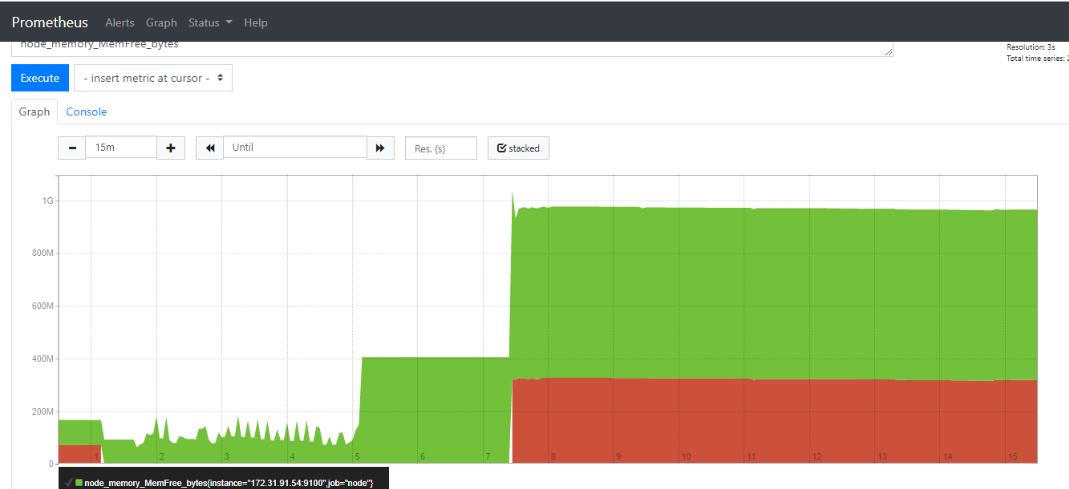 Prometheus Alerts Graph Status Help
node_memory_MemFree_bytes
Resolution: 3s
Total time series: 2
Execute - insert metric at cursor -
Graph Console
15m Until Res. (s) stacked
1G
800M
600M
400M
200M
0
1 2 3 4 5 6 7 8 9 10 11 12 13 14 15
node_memory_MemFree_bytes{instance="172.31.91.54:9100",job="node"}